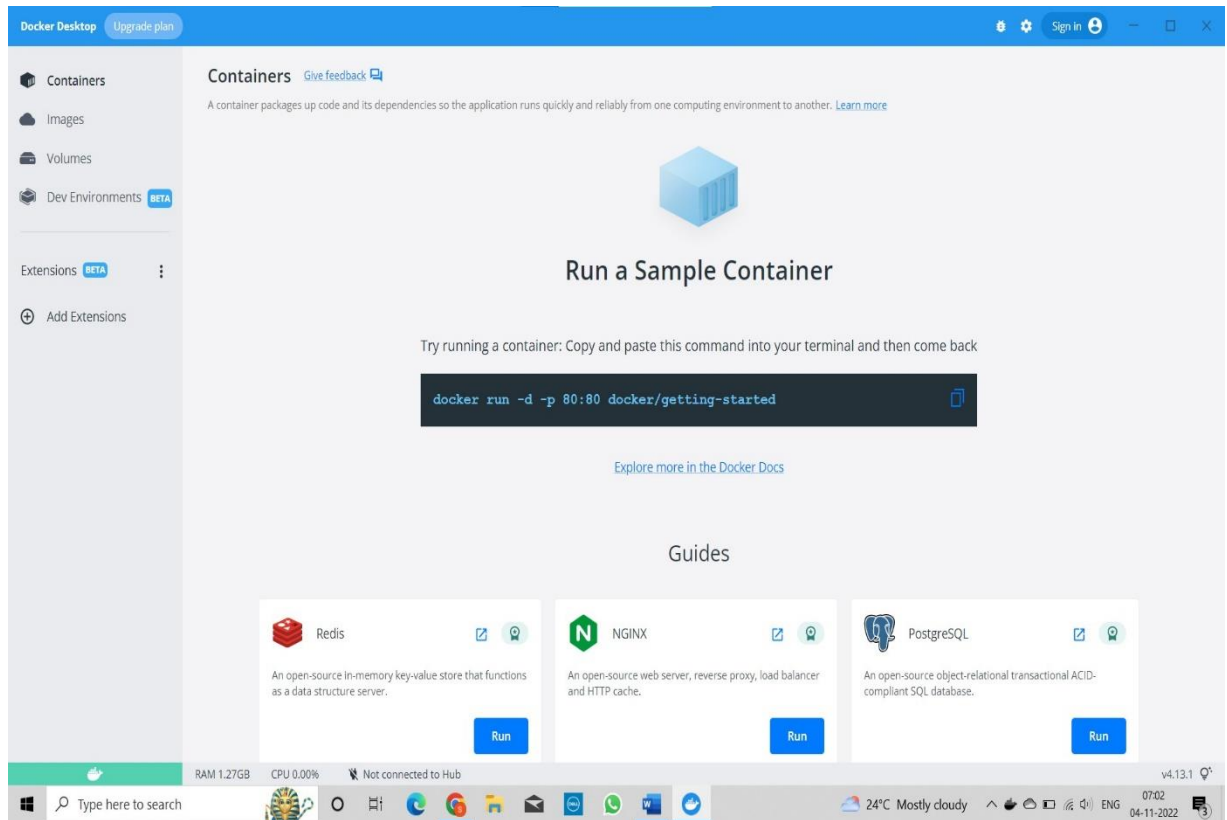 Docker Desktop Upgrade plan Sign in
Containers
Images
Volumes
Dev Environments BETA
Extensions BETA
Add Extensions
Containers Give feedback
A container packages up code and its dependencies so the application runs quickly and reliably from one computing environment to another. Learn more
Run a Sample Container
Try running a container: Copy and paste this command into your terminal and then come back
docker run -d -p 80:80 docker/getting-started
Explore more in the Docker Docs
Guides
Redis
An open-source in-memory key-value store that functions
as a data structure server.
Run
NGINX
An open-source web server, reverse proxy, load balancer
and HTTP cache.
Run
PostgreSQL
An open-source object-relational transactional ACID-
compliant SQL database.
Run
RAM 1.27GB CPU 0.00% Not connected to Hub v4.13.1
Type here to search 24°C Mostly cloudy ENG 07:02
04-11-2022 3